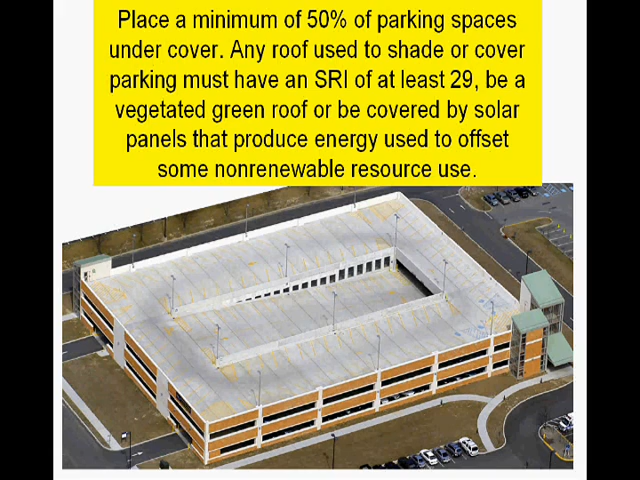 Place a minimum of 50% of parking spaces
under cover. Any roof used to shade or cover
parking must have an SRI of at least 29, be a
vegetated green roof or be covered by solar
panels that produce energy used to offset
some nonrenewable resource use.